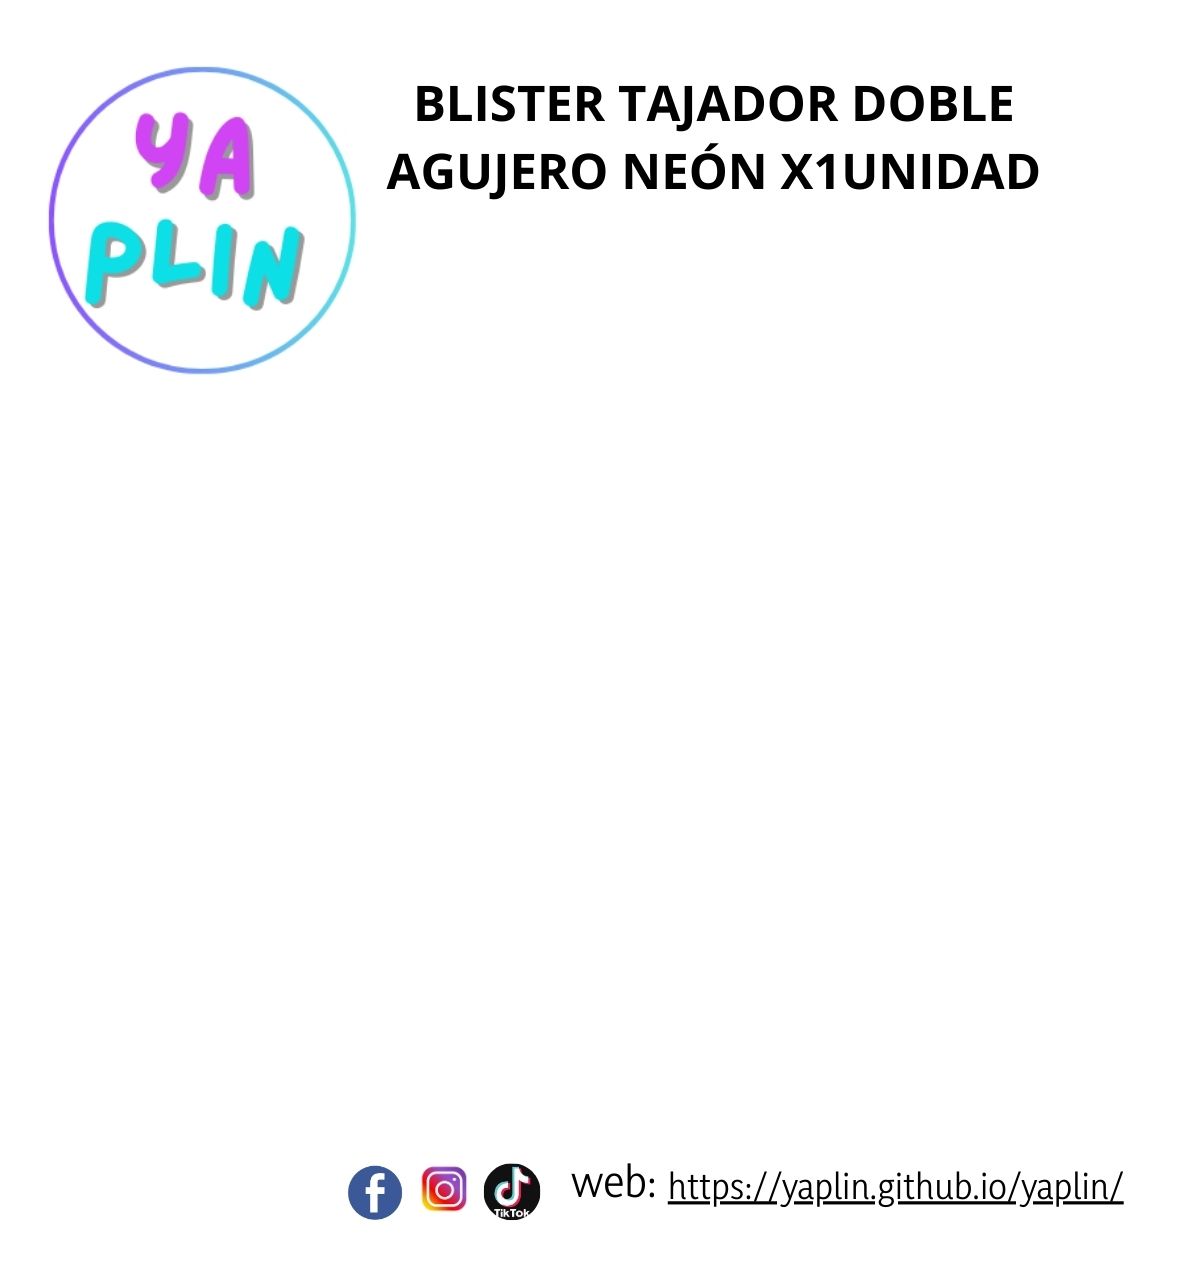 YA
PLIN
BLISTER TAJADOR DOBLE
AGUJERO NEÓN X1UNIDAD
TikTok
web: https://yaplin.github.io/yaplin/